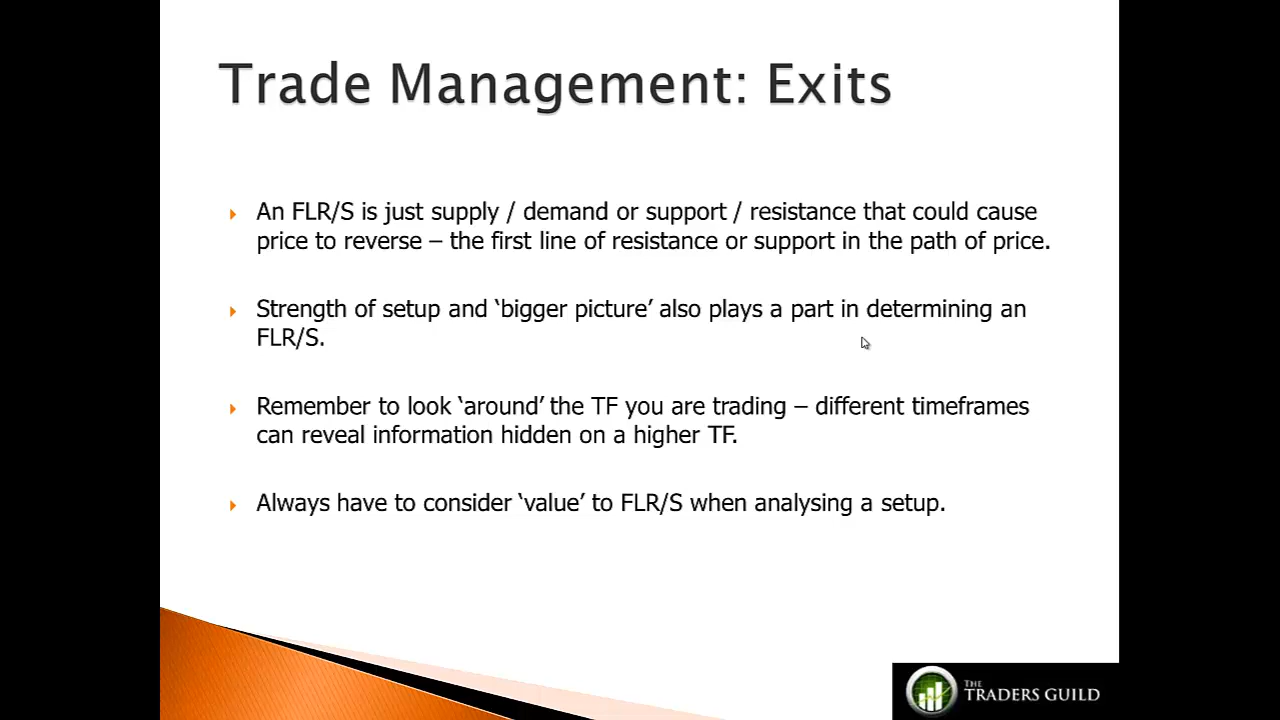 Trade Management: Exits
An FLR/S is just supply / demand or support / resistance that could cause
price to reverse – the first line of resistance or support in the path of price.
Strength of setup and ‘bigger picture’ also plays a part in determining an
FLR/S.
Remember to look ‘around’ the TF you are trading – different timeframes
can reveal information hidden on a higher TF.
Always have to consider ‘value’ to FLR/S when analysing a setup.
THE
TRADERS GUILD